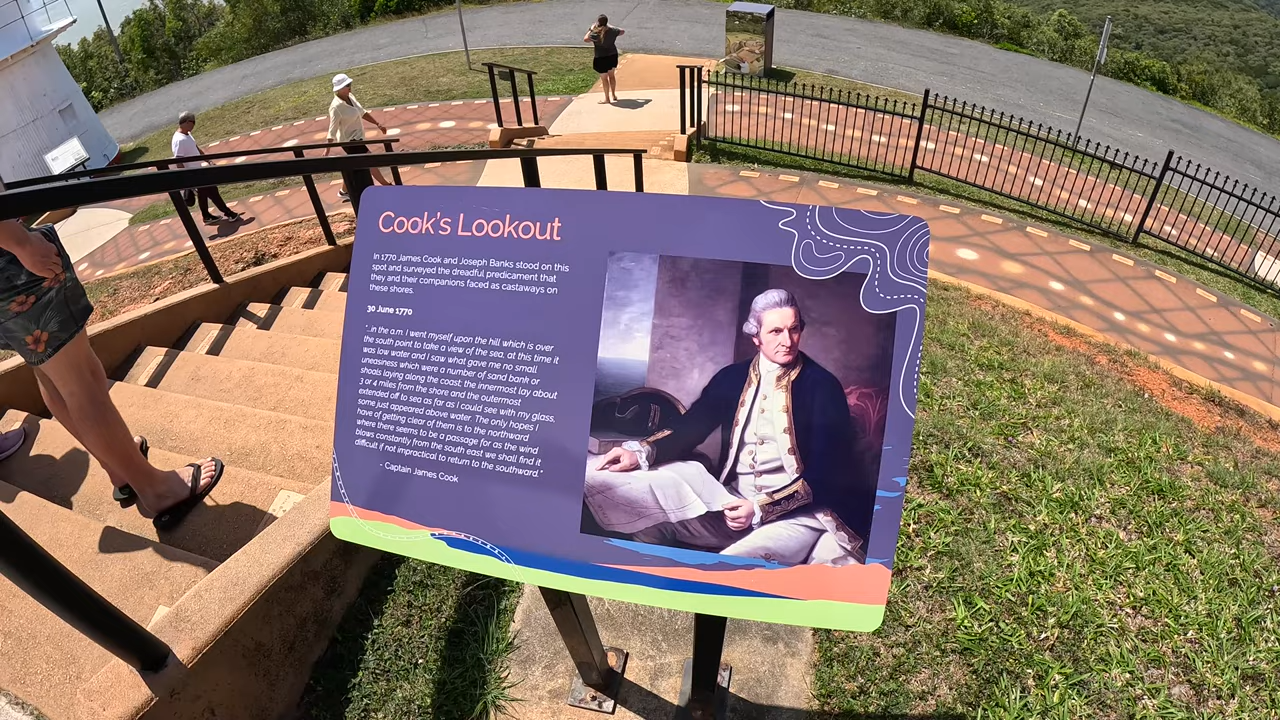 Cook's Lookout
In 1770 James Cook and Joseph Banks stood on this
spot and surveyed the dreadful predicament that
they and their companions faced as castaways on
these shores.
30 June 1770
"...in the a.m. I went myself upon the hill which is over
the south point to take a view of the sea. at this time it
was low water and I saw what gave me no small
uneasiness which were a number of sand bank or
shoals laying along the coast; the innermost lay about
3 or 4 miles from the shore and the outermost
extended off to sea as far as I could see with my glass,
some just appeared above water. The only hopes I
have of getting clear of them is to the northward
where there seems to be a passage for as the wind
blows constantly from the south east we shall find it
difficult if not impractical to return to the southward."
- Captain James Cook